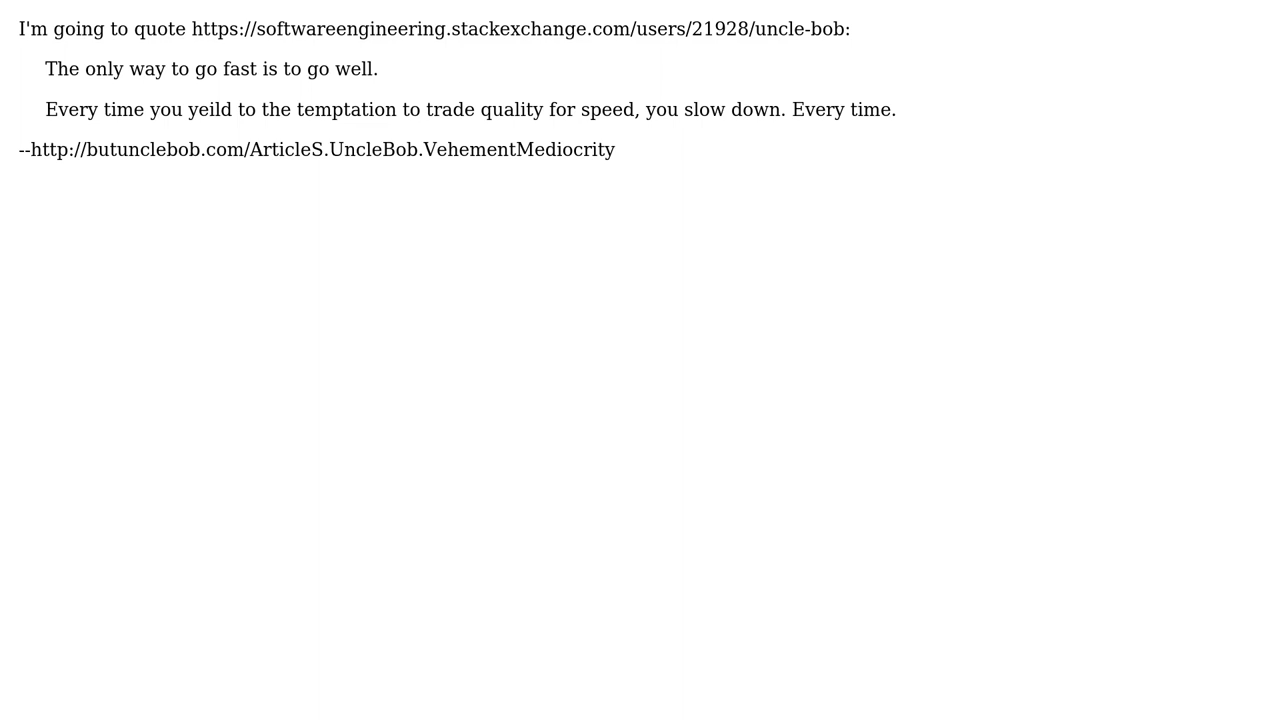 I'm going to quote https://softwareengineering.stackexchange.com/users/21928/uncle-bob:
The only way to go fast is to go well.
Every time you yeild to the temptation to trade quality for speed, you slow down. Every time.
--http://butunclebob.com/ArticleS.UncleBob.VehementMediocrity